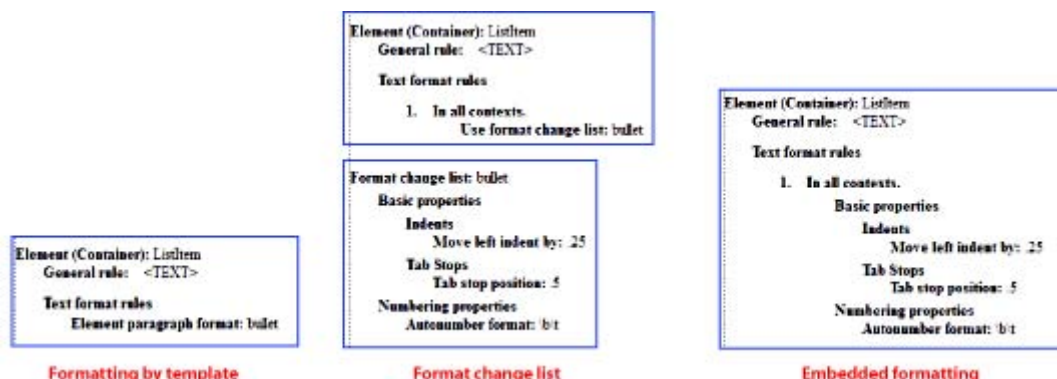 Element (Container): ListItem
General rule: <TEXT>
Text format rules
Element paragraph format: bullet
Formatting by template
Element (Container): ListItem
General rule: <TEXT>
Text format rules
1. In all contexts.
Use format change list: bullet
Format change list: bullet
Basic properties
Indents
Move left indent by: .25
Tab Stops
Tab stop position: .5
Numbering properties
Autonumber format: \b\t
Format change list
Element (Container): ListItem
General rule: <TEXT>
Text format rules
1. In all contexts.
Basic properties
Indents
Move left indent by: .25
Tab Stops
Tab stop position: .5
Numbering properties
Autonumber format: \b\t
Embedded formatting